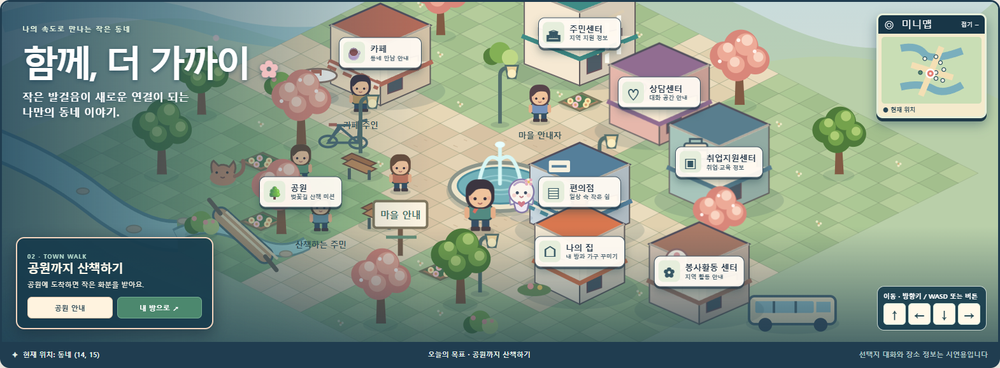 나의 속도로 만나는 작은 동네
함께, 더 가까이
작은 발걸음이 새로운 연결이 되는
나만의 동네 이야기.
카페
동네 만남 안내
주민센터
지역 지원 정보
상담센터
대화 공간 안내
미니맵
접기 –
현재 위치
카페 주인
마을 안내자
취업지원센터
취업·교육 정보
공원
벚꽃길 산책 미션
편의점
일상 속 작은 쉼
마을 안내
산책하는 주민
나의 집
내 방과 가구 꾸미기
봉사활동 센터
지역 활동 안내
02 · TOWN WALK
공원까지 산책하기
공원에 도착하면 작은 화분을 받아요.
공원 안내
내 방으로 ↗
이동 · 방향키 / WASD 또는 버튼
↑ ← ↓ →
✦ 현재 위치: 동네 (14, 15)
오늘의 목표 · 공원까지 산책하기
선택지 대화와 장소 정보는 시연용입니다